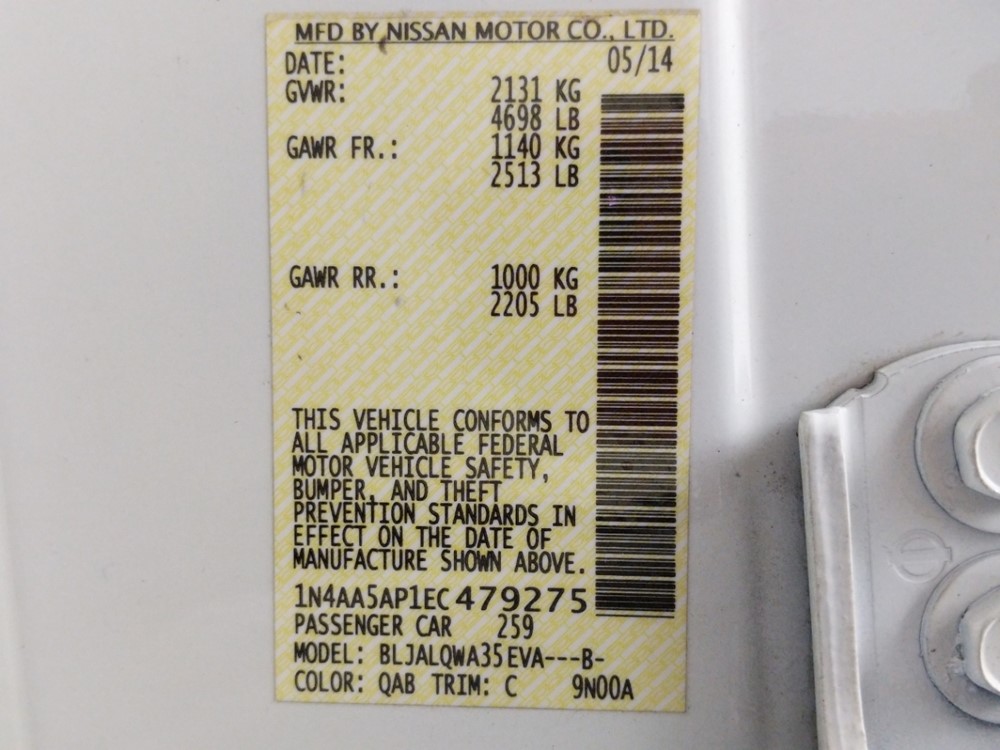 MFD BY NISSAN MOTOR CO., LTD.
DATE: 05/14
GVWR: 2131 KG
4698 LB
GAWR FR.: 1140 KG
2513 LB
GAWR RR.: 1000 KG
2205 LB
THIS VEHICLE CONFORMS TO
ALL APPLICABLE FEDERAL
MOTOR VEHICLE SAFETY,
BUMPER, AND THEFT
PREVENTION STANDARDS IN
EFFECT ON THE DATE OF
MANUFACTURE SHOWN ABOVE.
1N4AA5AP1EC479275
PASSENGER CAR 259
MODEL: BLJALQWA35EVA---B-
COLOR: QAB TRIM: C 9N00A